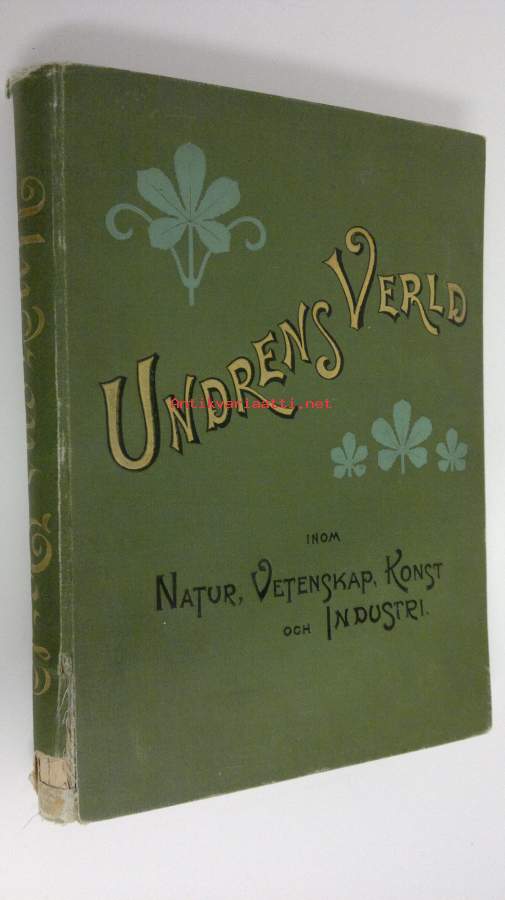 UNDRENS VERLD
Antikvariaatti.net
INOM
NATUR, VETENSKAP, KONST
OCH INDUSTRI.